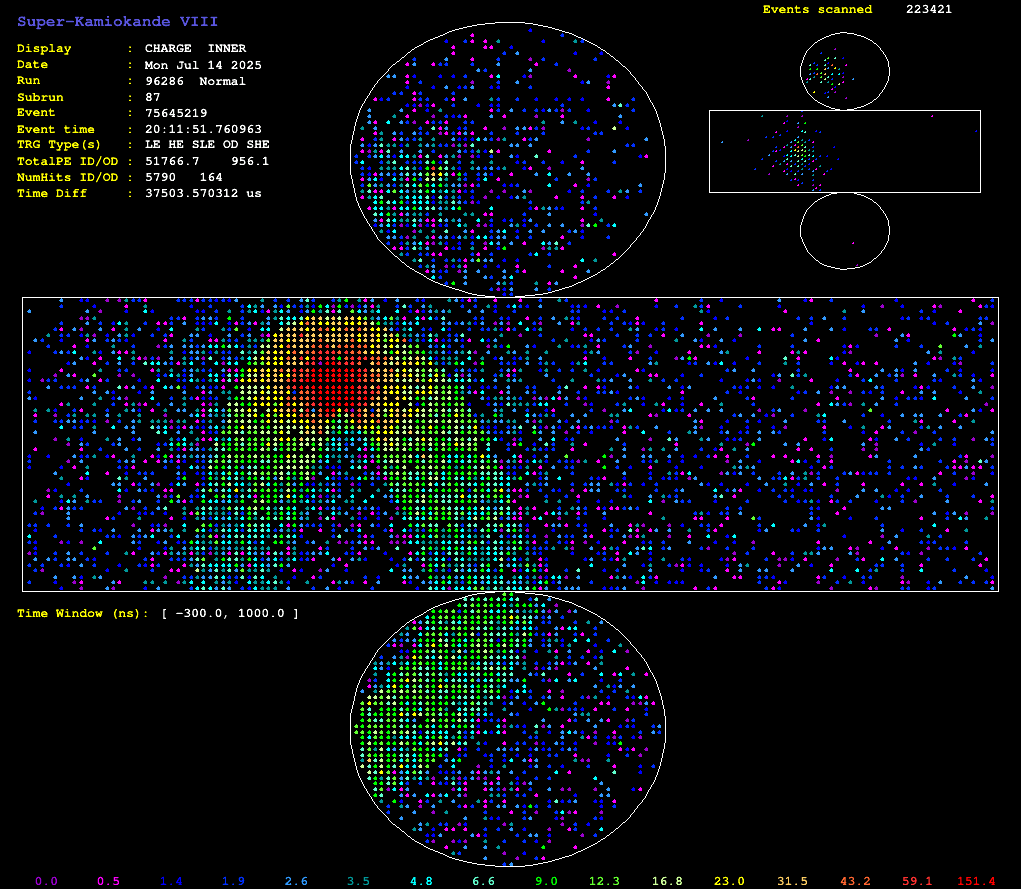 Super-Kamiokande VIII
Events scanned 223421
Display : CHARGE INNER
Date : Mon Jul 14 2025
Run : 96286 Normal
Subrun : 87
Event : 75645219
Event time : 20:11:51.760963
TRG Type(s) : LE HE SLE OD SHE
TotalPE ID/OD : 51766.7 956.1
NumHits ID/OD : 5790 164
Time Diff : 37503.570312 us
Time Window (ns): [ -300.0, 1000.0 ]
0.0 0.5 1.4 1.9 2.6 3.5 4.8 6.6 9.0 12.3 16.8 23.0 31.5 43.2 59.1 151.4